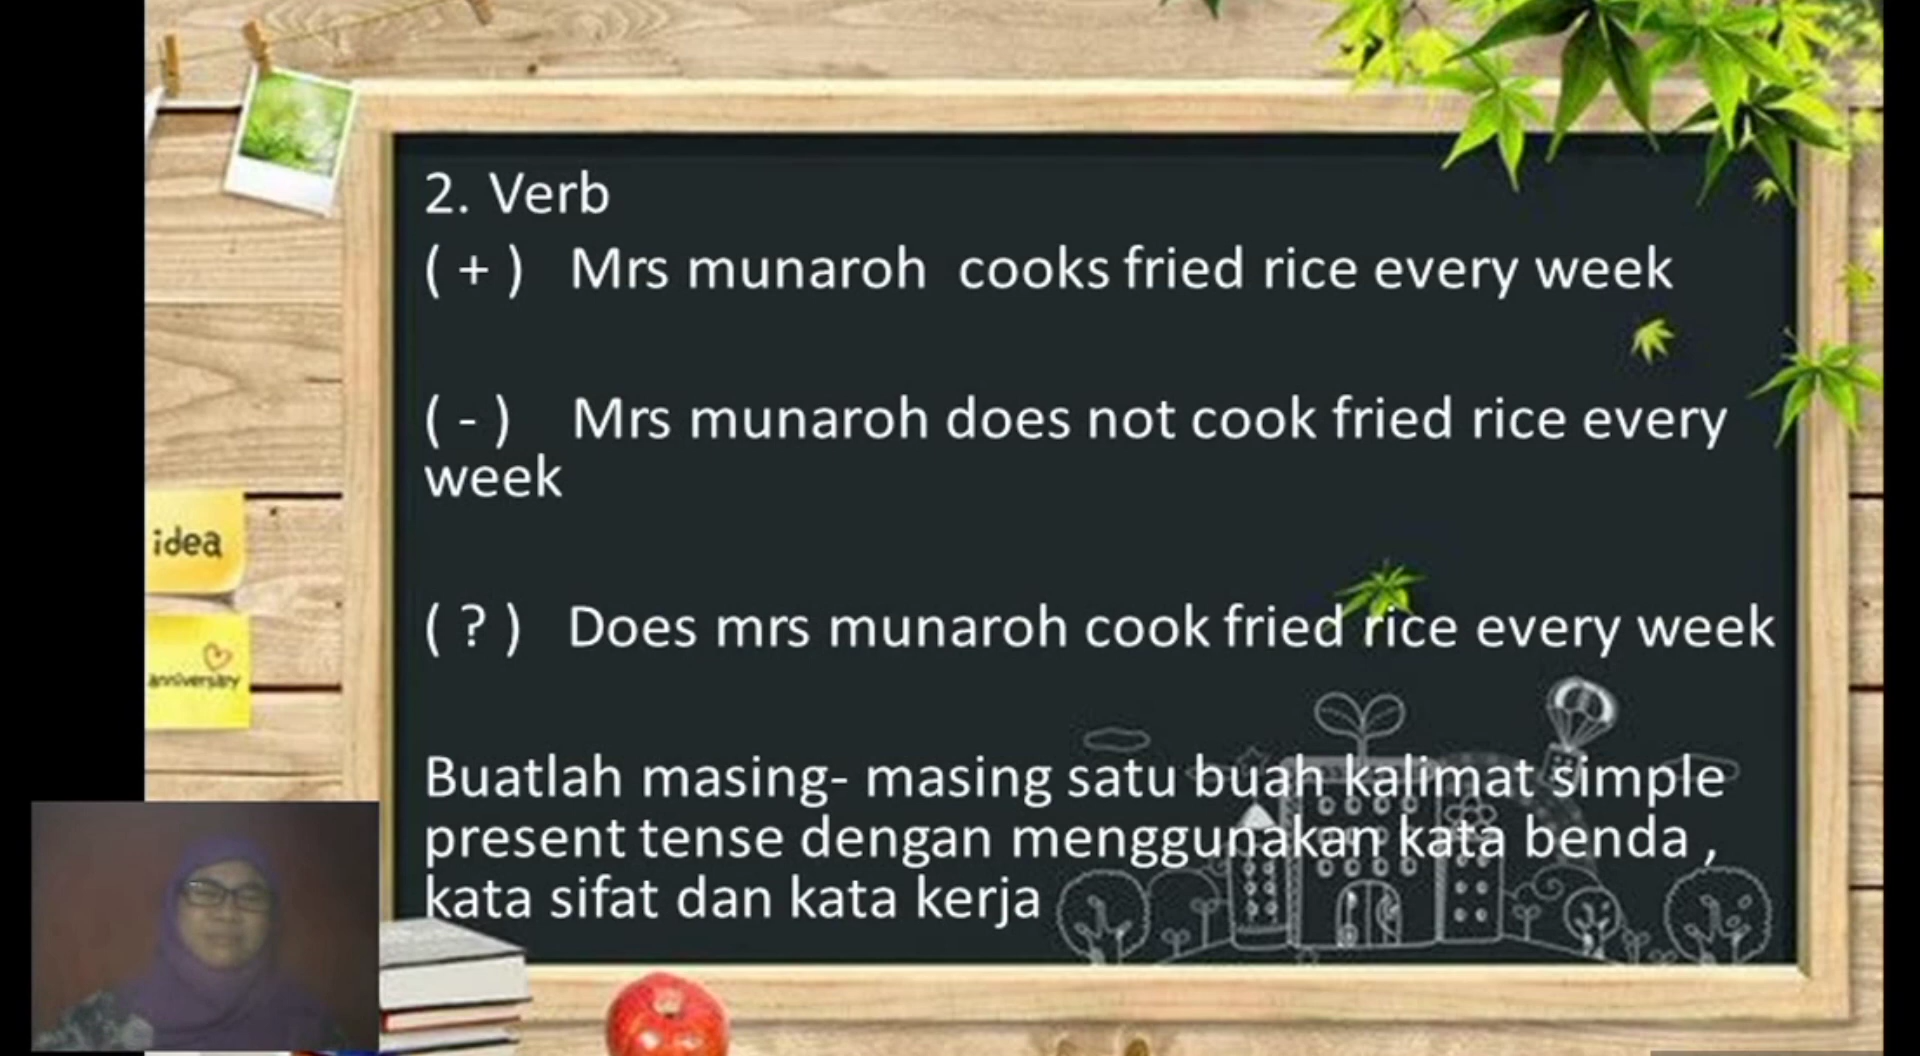 2. Verb
( + ) Mrs munaroh cooks fried rice every week
( - ) Mrs munaroh does not cook fried rice every
week
idea
( ? ) Does mrs munaroh cook fried rice every week
anniversary
Buatlah masing- masing satu buah kalimat simple
present tense dengan menggunakan kata benda ,
kata sifat dan kata kerja